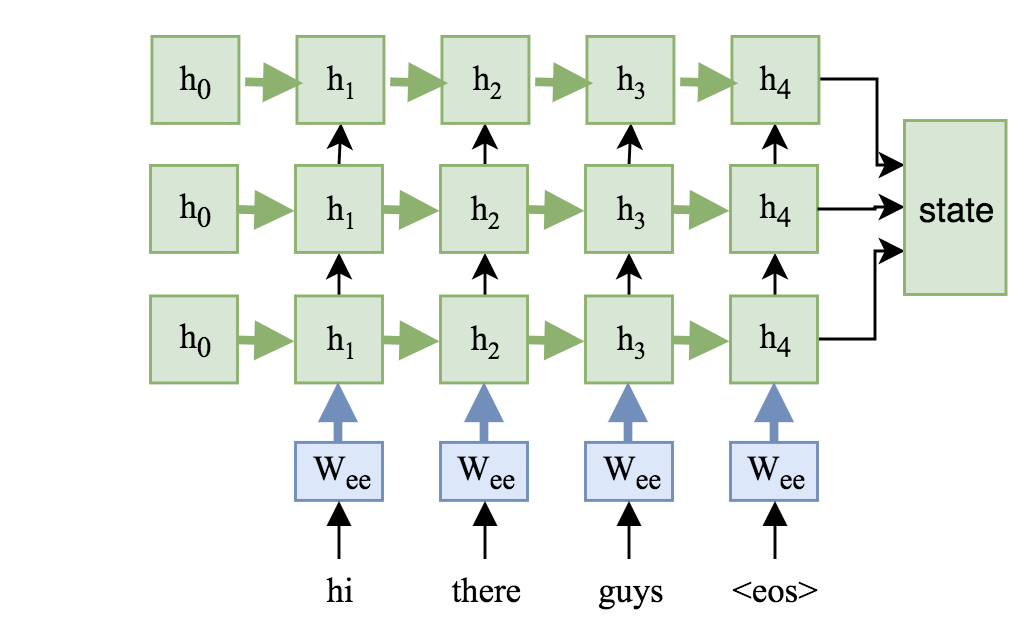 h₀ h₁ h₂ h₃ h₄
h₀ h₁ h₂ h₃ h₄ state
h₀ h₁ h₂ h₃ h₄
Wₑₑ Wₑₑ Wₑₑ Wₑₑ
hi there guys <eos>